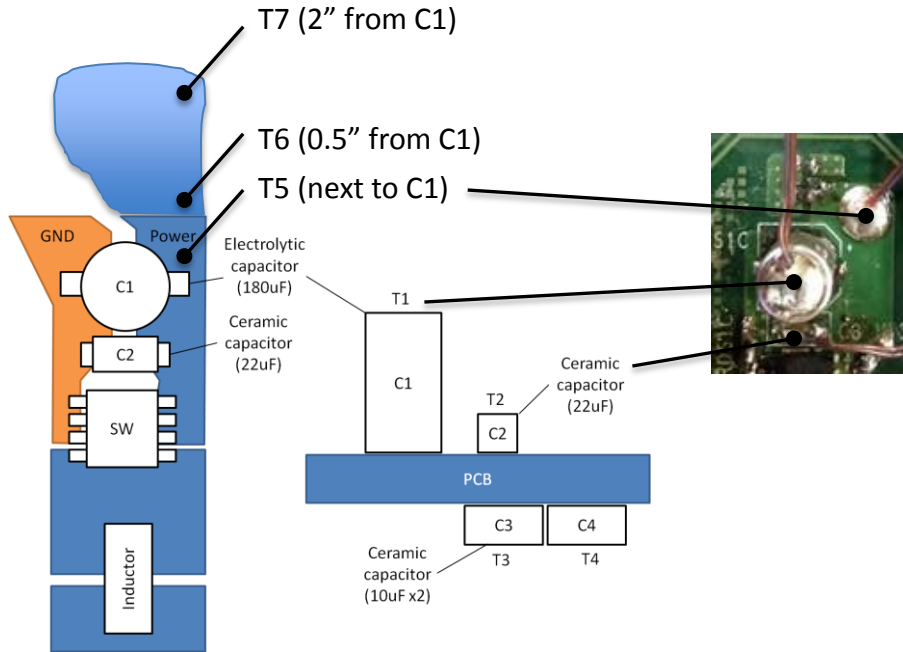 T7 (2” from C1)
T6 (0.5” from C1)
T5 (next to C1)
GND
Power
Electrolytic
capacitor
(180uF)
C1
Ceramic
capacitor
(22uF)
C2
SW
Inductor
T1
C1
T2
C2
Ceramic
capacitor
(22uF)
PCB
C3
C4
T3
T4
Ceramic
capacitor
(10uF x2)
S1C